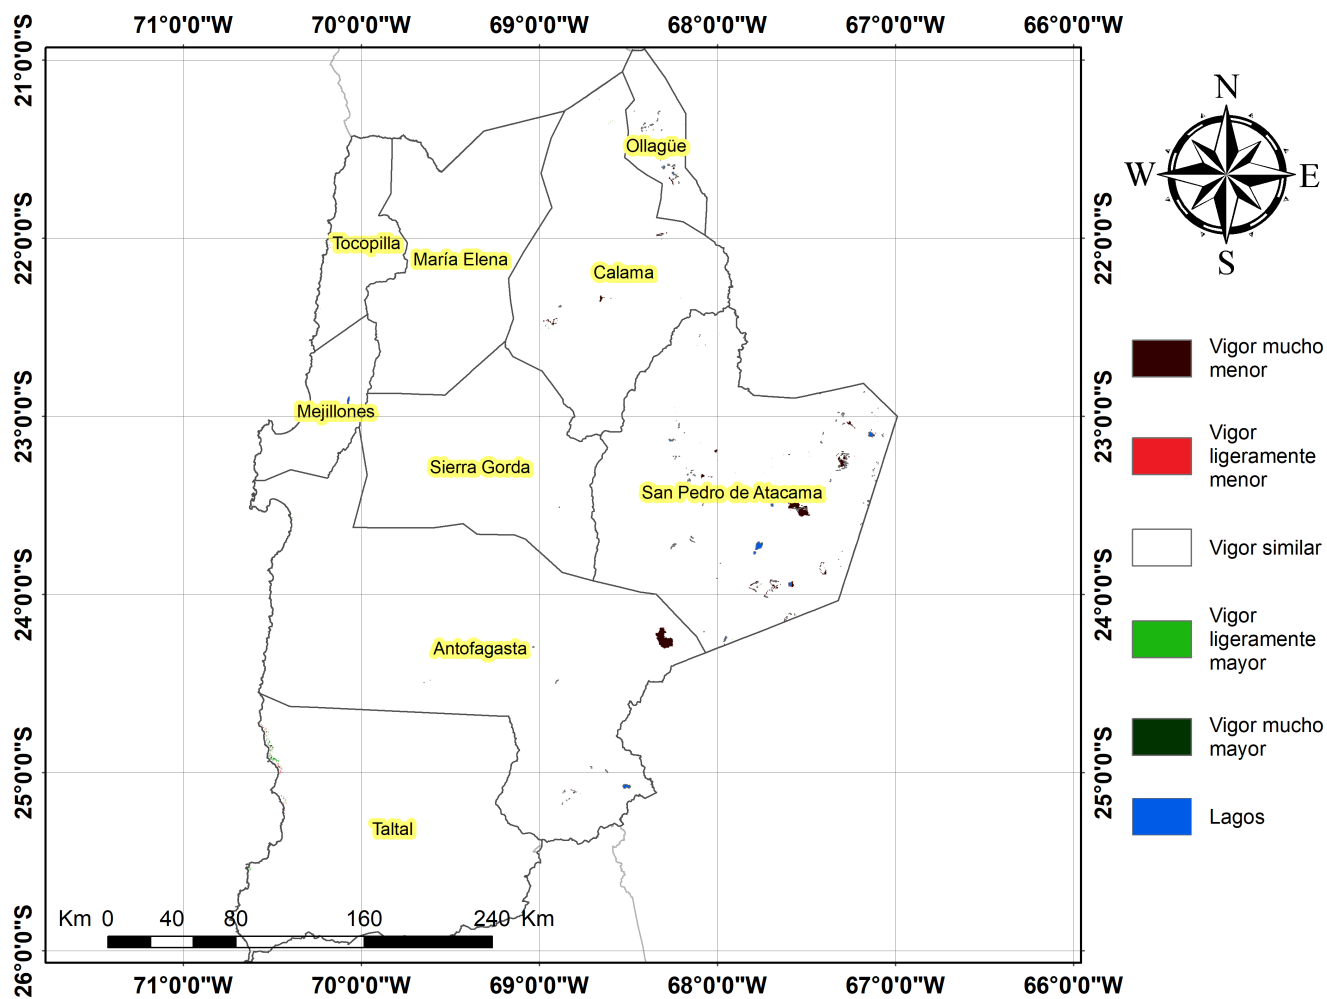 71°0'0"W 70°0'0"W 69°0'0"W 68°0'0"W 67°0'0"W 66°0'0"W
21°0'0"S
22°0'0"S 22°0'0"S
23°0'0"S 23°0'0"S
24°0'0"S 24°0'0"S
25°0'0"S 25°0'0"S
26°0'0"S
Ollagüe
Tocopilla
María Elena
Calama
Mejillones
Sierra Gorda
San Pedro de Atacama
Antofagasta
Taltal
Km 0 40 80 160 240 Km
71°0'0"W 70°0'0"W 69°0'0"W 68°0'0"W 67°0'0"W 66°0'0"W
N
W E
S
Vigor mucho
menor
Vigor
ligeramente
menor
Vigor similar
Vigor
ligeramente
mayor
Vigor mucho
mayor
Lagos